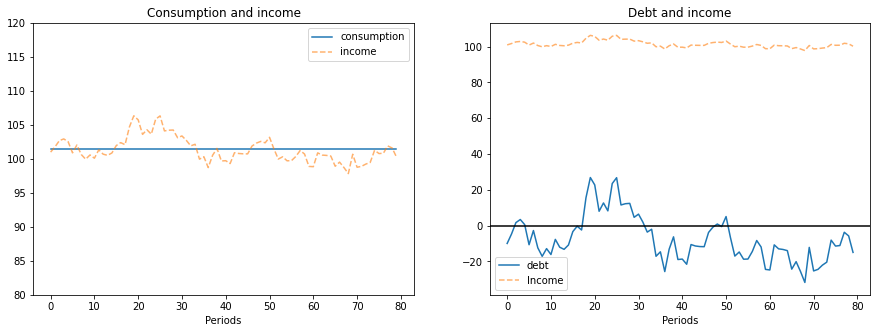 Consumption and income
120
115
110
105
100
95
90
85
80
consumption
income
0 10 20 30 40 50 60 70 80
Periods
Debt and income
100
80
60
40
20
0
−20
debt
Income
0 10 20 30 40 50 60 70 80
Periods